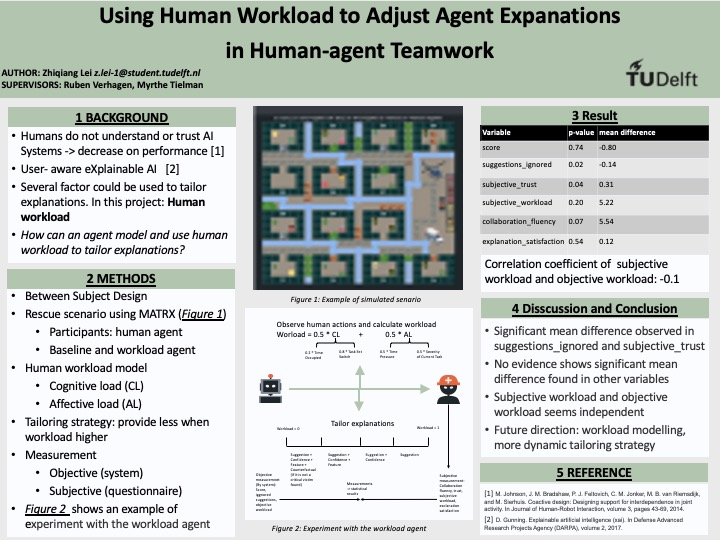 Using Human Workload to Adjust Agent Expanations
in Human-agent Teamwork
AUTHOR: Zhiqiang Lei z.lei-1@student.tudelft.nl
SUPERVISORS: Ruben Verhagen, Myrthe Tielman
TUDelft
1 BACKGROUND
• Humans do not understand or trust AI
Systems -> decrease on performance [1]
• User- aware eXplainable AI [2]
• Several factor could be used to tailor
explanations. In this project: Human
workload
• How can an agent model and use human
workload to tailor explanations?
2 METHODS
• Between Subject Design
• Rescue scenario using MATRX (Figure 1)
• Participants: human agent
• Baseline and workload agent
• Human workload model
• Cognitive load (CL)
• Affective load (AL)
• Tailoring strategy: provide less when
workload higher
• Measurement
• Objective (system)
• Subjective (questionnaire)
• Figure 2 shows an example of
experiment with the workload agent
Figure 1: Example of simulated senario
Observe human actions and calculate workload
Worload = 0.5 * CL + 0.5 * AL
0.2 * Time
Occupied
0.8 * Task Set
Switch
0.5 * Time
Pressure
0.5 * Severity
of Current Task
Tailor explanations
Workload = 0
Workload = 1
Suggestion +
Confidence +
Feature +
Counterfactual
(if it is not a
critical victim
found)
Suggestion +
Confidence +
Feature
Suggestion +
Confidence
Suggestion
Objective
measurement
(By system):
Score,
ignored
suggestions,
objective
workload
Measurements
-> statistical
results
Subjective
measurement:
Collaboration
fluency, trust,
subjective
workload,
explanation
satisfaction
Figure 2: Experiment with the workload agent
3 Result
Variable p-value mean difference
score 0.74 -0.80
suggestions_ignored 0.02 -0.14
subjective_trust 0.04 0.31
subjective_workload 0.20 5.22
collaboration_fluency 0.07 5.54
explanation_satisfaction 0.54 0.12
Correlation coefficient of subjective
workload and objective workload: -0.1
4 Disscussion and Conclusion
• Significant mean difference observed in
suggestions_ignored and subjective_trust
• No evidence shows significant mean
difference found in other variables
• Subjective workload and objective
workload seems independent
• Future direction: workload modelling,
more dynamic tailoring strategy
5 REFERENCE
[1] M. Johnson, J. M. Bradshaw, P. J. Feltovich, C. M. Jonker, M. B. van Riemsdijk,
and M. Sierhuis. Coactive design: Designing support for interdependence in joint
activity. In Journal of Human-Robot Interaction, volume 3, pages 43-69, 2014.
[2] D. Gunning. Explainable artificial intelligence (xai). In Defense Advanced
Research Projects Agency (DARPA), volume 2, 2017.